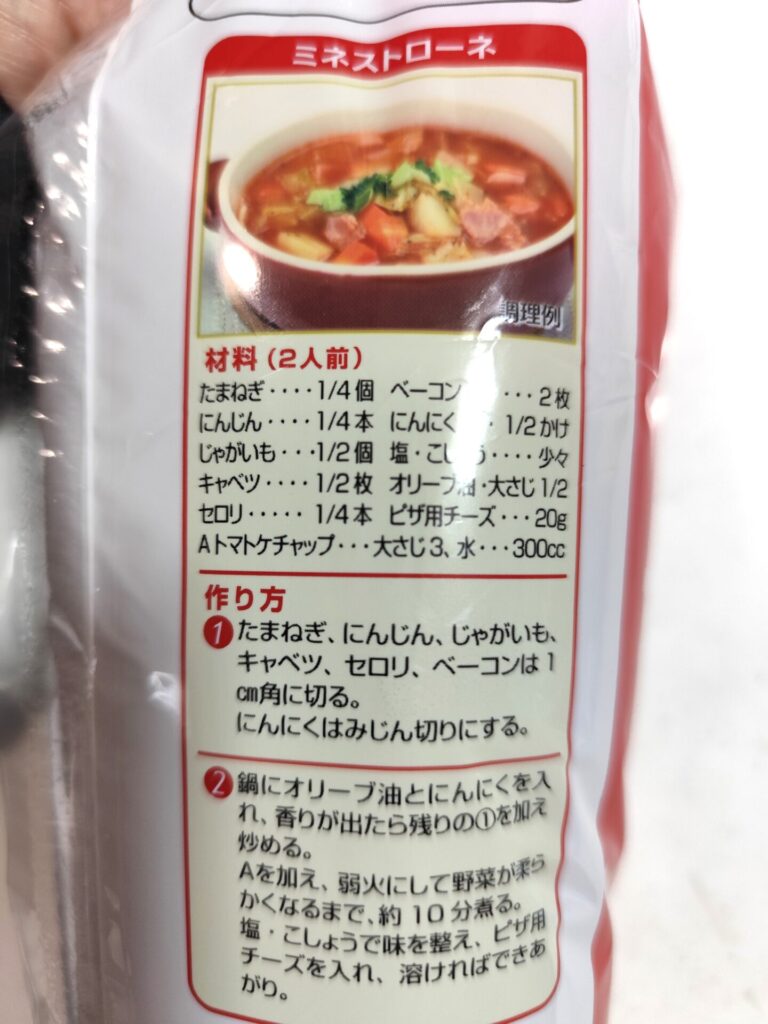 ミネストローネ
調理例
材料(2人前)
たまねぎ････1/4個 ベーコン ･･･2枚
にんじん････1/4本 にんにく ･ 1/2かけ
じゃがいも･･･1/2個 塩・こしょう････少々
キャベツ････1/2枚 オリーブ油・大さじ1/2
セロリ･････ 1/4本 ピザ用チーズ･･･20g
Aトマトケチャップ･･･大さじ3、水･･･300cc
作り方
1 たまねぎ、にんじん、じゃがいも、
キャベツ、セロリ、ベーコンは1
cm角に切る。
にんにくはみじん切りにする。
2 鍋にオリーブ油とにんにくを入
れ、香りが出たら残りの①を加え
炒める。
Aを加え、弱火にして野菜が柔ら
かくなるまで、約10分煮る。
塩・こしょうで味を整え、ピザ用
チーズを入れ、溶ければできあ
がり。